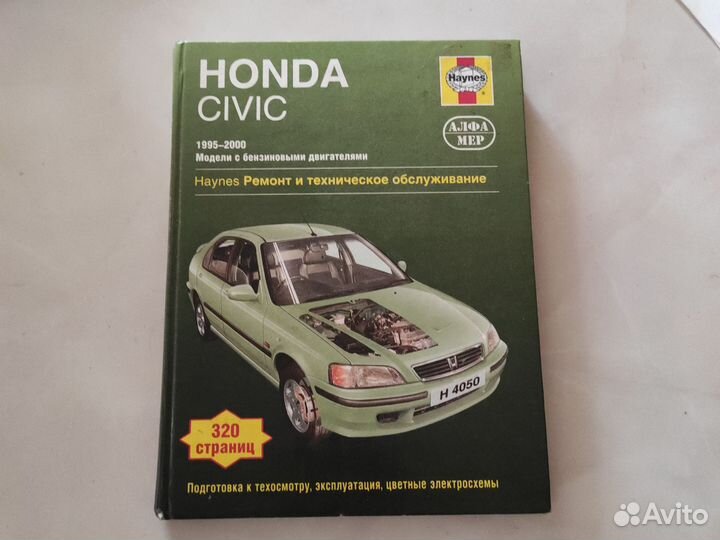 HONDA
CIVIC
Haynes
®
АЛФА
МЕР
1995–2000
Модели с бензиновыми двигателями
Haynes Ремонт и техническое обслуживание
H 4050
320
страниц
Подготовка к техосмотру, эксплуатация, цветные электросхемы
Avito